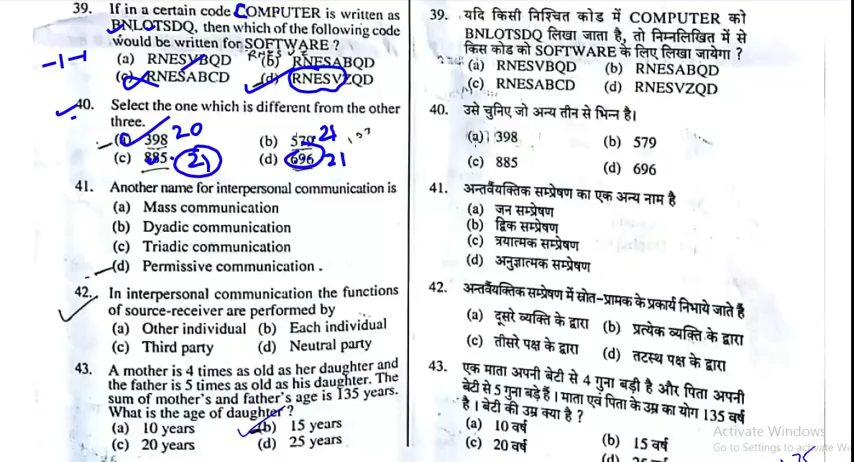 39. If in a certain code COMPUTER is written as
BNLOTSDQ, then which of the following code
would be written for SOFTWARE ?
-1-1
(a) RNESVBQD (b) RNESABQD
(c) RNESABCD (d) RNESVZQD
40. Select the one which is different from the other
three.
(a) 398 20 (b) 579 21
(c) 885 21 (d) 696 21
41. Another name for interpersonal communication is
(a) Mass communication
(b) Dyadic communication
(c) Triadic communication
(d) Permissive communication .
42. In interpersonal communication the functions
of source-receiver are performed by
(a) Other individual (b) Each individual
(c) Third party (d) Neutral party
43. A mother is 4 times as old as her daughter and
the father is 5 times as old as his daughter. The
sum of mother's and father's age is 135 years.
What is the age of daughter ?
(a) 10 years (b) 15 years
(c) 20 years (d) 25 years
39. यदि किसी निश्चित कोड में COMPUTER को
BNLOTSDQ लिखा जाता है, तो निम्नलिखित में से
किस कोड को SOFTWARE के लिए लिखा जायेगा ?
(a) RNESVBQD (b) RNESABQD
(c) RNESABCD (d) RNESVZQD
40. उसे चुनिए जो अन्य तीन से भिन्न है।
(a) 398 (b) 579
(c) 885 (d) 696
41. अन्तर्वैयक्तिक सम्प्रेषण का एक अन्य नाम है
(a) जन सम्प्रेषण
(b) द्विक सम्प्रेषण
(c) त्रयात्मक सम्प्रेषण
(d) अनुज्ञात्मक सम्प्रेषण
42. अन्तर्वैयक्तिक सम्प्रेषण में स्रोत-प्रामक के प्रकार्य निभाये जाते हैं
(a) दूसरे व्यक्ति के द्वारा (b) प्रत्येक व्यक्ति के द्वारा
(c) तीसरे पक्ष के द्वारा (d) तटस्थ पक्ष के द्वारा
43. एक माता अपनी बेटी से 4 गुना बड़ी है और पिता अपनी
बेटी से 5 गुना बड़े हैं। माता एवं पिता के उम्र का योग 135 वर्ष
है। बेटी की उम्र क्या है ?
(a) 10 वर्ष (b) 15 वर्ष
(c) 20 वर्ष (d)
Activate Windows
Go to Settings to activate